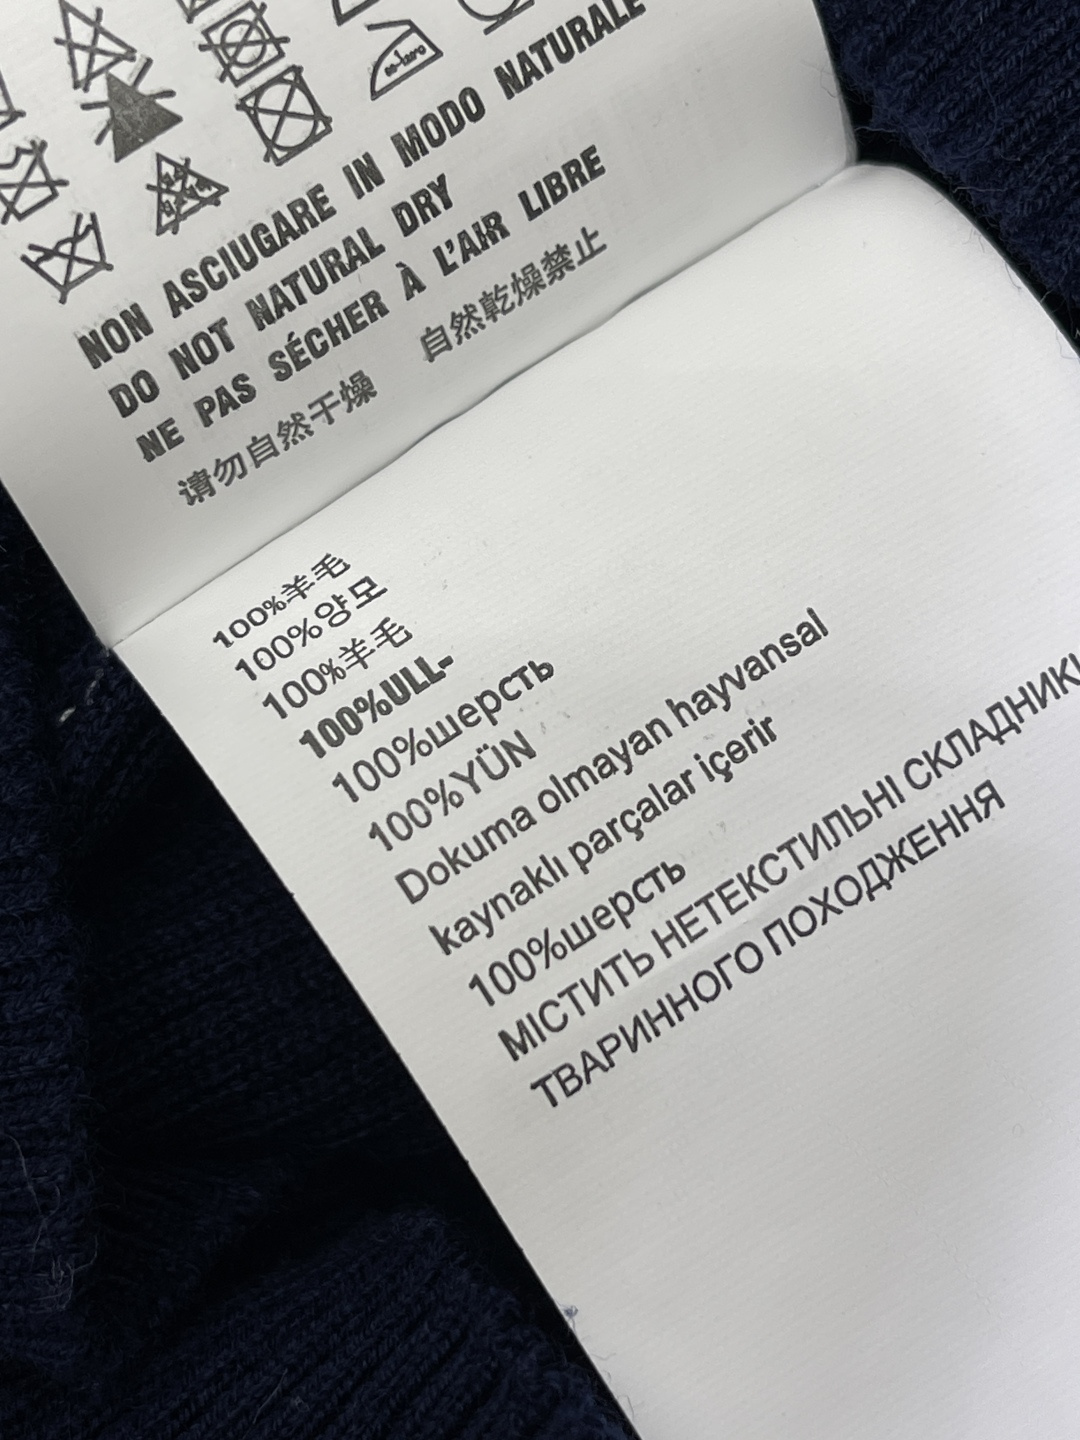 NON ASCIUGARE IN MODO NATURALE
DO NOT NATURAL DRY
NE PAS SÉCHER À L'AIR LIBRE
请勿自然干燥 自然乾燥禁止
100%羊毛
100%양모
100%羊毛
100%ULL-
100%шерсть
100%YÜN
Dokuma olmayan hayvansal
kaynaklı parçalar içerir
100%шерсть
МІСТИТЬ НЕТЕКСТИЛЬНІ СКЛАДНИКИ
ТВАРИННОГО ПОХОДЖЕННЯ